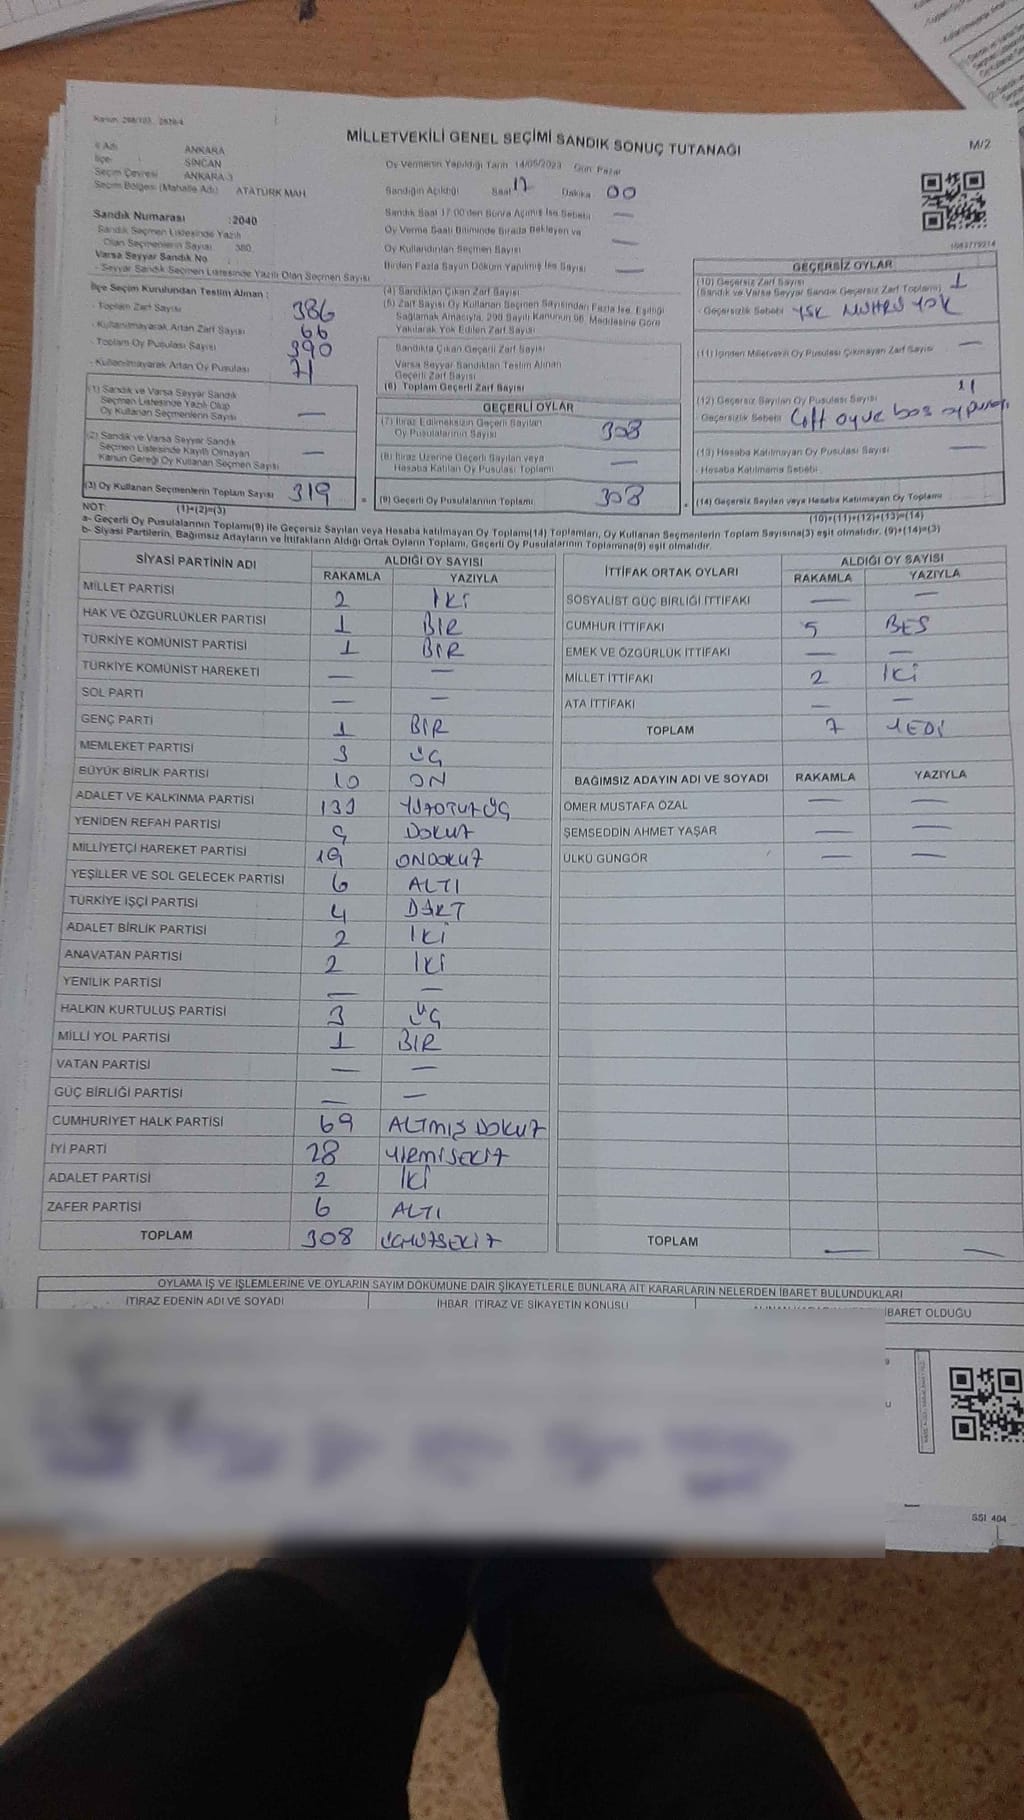 Kanun: 298/103, 2839/4
MİLLETVEKİLİ GENEL SEÇİMİ SANDIK SONUÇ TUTANAĞI
M/2
İl Adı : ANKARA
İlçe : SİNCAN
Seçim Çevresi : ANKARA-3
Seçim Bölgesi (Mahalle Adı) : ATATÜRK MAH.
Oy Vermenin Yapıldığı Tarih 14/05/2023 Gün Pazar
Sandığın Açıldığı Saat 17 Dakika 00
Sandık Numarası : 2040
Sandık Seçmen Listesinde Yazılı
Olan Seçmenlerin Sayısı : 380
Varsa Seyyar Sandık No
- Seyyar Sandık Seçmen Listesinde Yazılı Olan Seçmen Sayısı
Sandık Saat 17:00'den Sonra Açılmış İse Sebebi —
Oy Verme Saati Bitiminde Sırada Bekleyen ve
Oy Kullandırılan Seçmen Sayısı —
Birden Fazla Sayım Döküm Yapılmış İse Sayısı —
İlçe Seçim Kurulundan Teslim Alınan :
- Toplam Zarf Sayısı 386
- Kullanılmayarak Artan Zarf Sayısı 66
- Toplam Oy Pusulası Sayısı 390
- Kullanılmayarak Artan Oy Pusulası 71
(1) Sandık ve Varsa Seyyar Sandık
Seçmen Listesinde Yazılı Olup
Oy Kullanan Seçmenlerin Sayısı —
(2) Sandık ve Varsa Seyyar Sandık
Seçmen Listesinde Kayıtlı Olmayan
Kanun Gereği Oy Kullanan Seçmen Sayısı —
(3) Oy Kullanan Seçmenlerin Toplam Sayısı 319
(4) Sandıktan Çıkan Zarf Sayısı
(5) Zarf Sayısı Oy Kullanan Seçmen Sayısından Fazla İse, Eşitliği
Sağlamak Amacıyla, 298 Sayılı Kanunun 98. Maddesine Göre
Yakılarak Yok Edilen Zarf Sayısı
Sandıkta Çıkan Geçerli Zarf Sayısı
Varsa Seyyar Sandıktan Teslim Alınan
Geçerli Zarf Sayısı
(6) Toplam Geçerli Zarf Sayısı
GEÇERLİ OYLAR
(7) İtiraz Edilmeksizin Geçerli Sayılan
Oy Pusulalarının Sayısı 308
(8) İtiraz Üzerine Geçerli Sayılan veya
Hesaba Katılan Oy Pusulası Toplamı —
(9) Geçerli Oy Pusulalarının Toplamı 308
1083779214
GEÇERSİZ OYLAR
(10) Geçersiz Zarf Sayısı 1
(Sandık ve Varsa Seyyar Sandık Geçersiz Zarf Toplamı)
- Geçersizlik Sebebi YSK MÜHRÜ YOK
(11) İçinden Milletvekili Oy Pusulası Çıkmayan Zarf Sayısı —
(12) Geçersiz Sayılan Oy Pusulası Sayısı 11
- Geçersizlik Sebebi Çift oy ve boş oy pusulası
(13) Hesaba Katılmayan Oy Pusulası Sayısı —
- Hesaba Katılmama Sebebi
(14) Geçersiz Sayılan veya Hesaba Katılmayan Oy Toplamı
(10)+(11)+(12)+(13)=(14)
NOT: (1)+(2)=(3)
a- Geçerli Oy Pusulalarının Toplamı(9) ile Geçersiz Sayılan veya Hesaba katılmayan Oy Toplamı(14) Toplamları, Oy Kullanan Seçmenlerin Toplam Sayısına(3) eşit olmalıdır. (9)+(14)=(3)
b- Siyasi Partilerin, Bağımsız Adayların ve İttifakların Aldığı Ortak Oyların Toplamı, Geçerli Oy Pusulalarının Toplamına(9) eşit olmalıdır.
SİYASİ PARTİNİN ADI ALDIĞI OY SAYISI
RAKAMLA YAZIYLA
MİLLET PARTİSİ 2 İKİ
HAK VE ÖZGÜRLÜKLER PARTİSİ 1 BİR
TÜRKİYE KOMÜNİST PARTİSİ 1 BİR
TÜRKİYE KOMÜNİST HAREKETİ — —
SOL PARTİ — —
GENÇ PARTİ 1 BİR
MEMLEKET PARTİSİ 3 ÜÇ
BÜYÜK BİRLİK PARTİSİ 10 ON
ADALET VE KALKINMA PARTİSİ 133 YÜZOTUZÜÇ
YENİDEN REFAH PARTİSİ 9 DOKUZ
MİLLİYETÇİ HAREKET PARTİSİ 19 ONDOKUZ
YEŞİLLER VE SOL GELECEK PARTİSİ 6 ALTI
TÜRKİYE İŞÇİ PARTİSİ 4 DÖRT
ADALET BİRLİK PARTİSİ 2 İKİ
ANAVATAN PARTİSİ 2 İKİ
YENİLİK PARTİSİ — —
HALKIN KURTULUŞ PARTİSİ 3 ÜÇ
MİLLİ YOL PARTİSİ 1 BİR
VATAN PARTİSİ — —
GÜÇ BİRLİĞİ PARTİSİ — —
CUMHURİYET HALK PARTİSİ 69 ALTMIŞ DOKUZ
İYİ PARTİ 28 YİRMİSEKİZ
ADALET PARTİSİ 2 İKİ
ZAFER PARTİSİ 6 ALTI
TOPLAM 308 ÜÇYÜZSEKİZ
İTTİFAK ORTAK OYLARI ALDIĞI OY SAYISI
RAKAMLA YAZIYLA
SOSYALİST GÜÇ BİRLİĞİ İTTİFAKI — —
CUMHUR İTTİFAKI 5 BEŞ
EMEK VE ÖZGÜRLÜK İTTİFAKI — —
MİLLET İTTİFAKI 2 İKİ
ATA İTTİFAKI — —
TOPLAM 7 YEDİ
BAĞIMSIZ ADAYIN ADI VE SOYADI RAKAMLA YAZIYLA
ÖMER MUSTAFA ÖZAL — —
ŞEMSEDDİN AHMET YAŞAR — —
ÜLKÜ GÜNGÖR — —
TOPLAM — —
OYLAMA İŞ VE İŞLEMLERİNE VE OYLARIN SAYIM DÖKÜMÜNE DAİR ŞİKAYETLERLE BUNLARA AİT KARARLARIN NELERDEN İBARET BULUNDUKLARI
İTİRAZ EDENİN ADI VE SOYADI İHBAR, İTİRAZ VE ŞİKAYETİN KONUSU İBARET OLDUĞU
SSİ 404